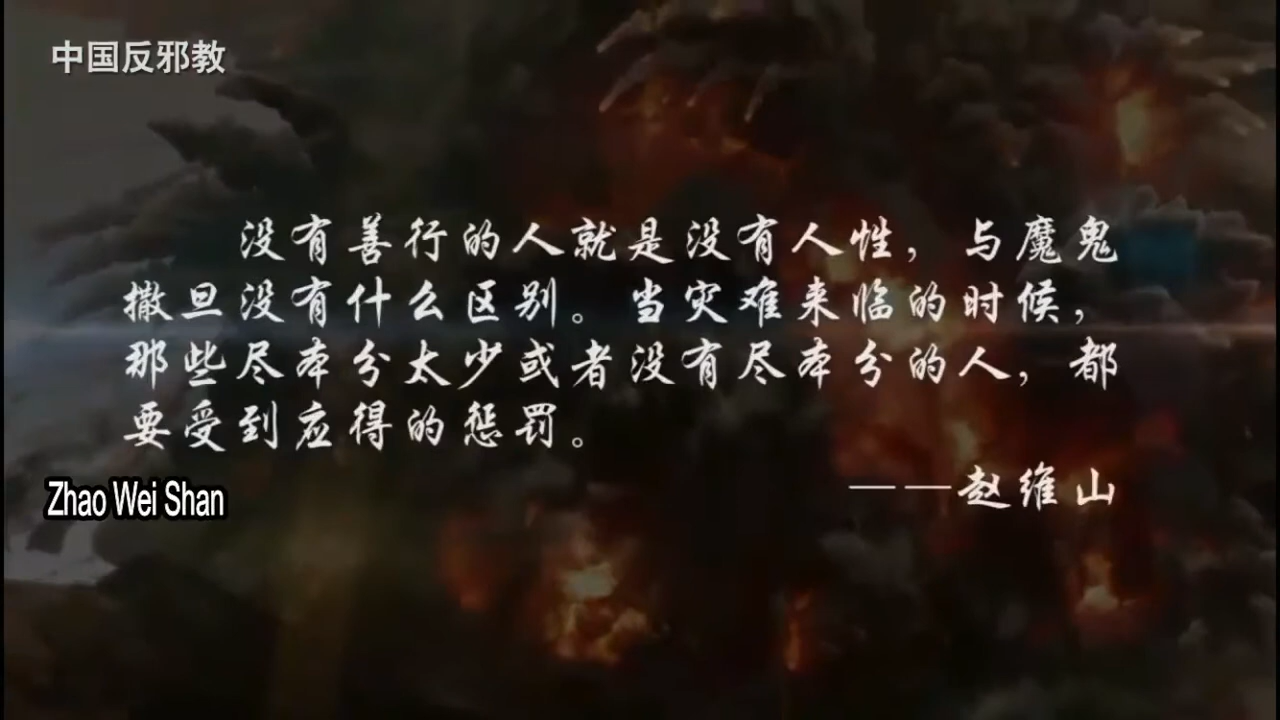 中国反邪教
没有善行的人就是没有人性，与魔鬼
撒旦没有什么区别。当灾难来临的时候，
那些尽本分太少或者没有尽本分的人，都
要受到应得的惩罚。
——赵维山
Zhao Wei Shan